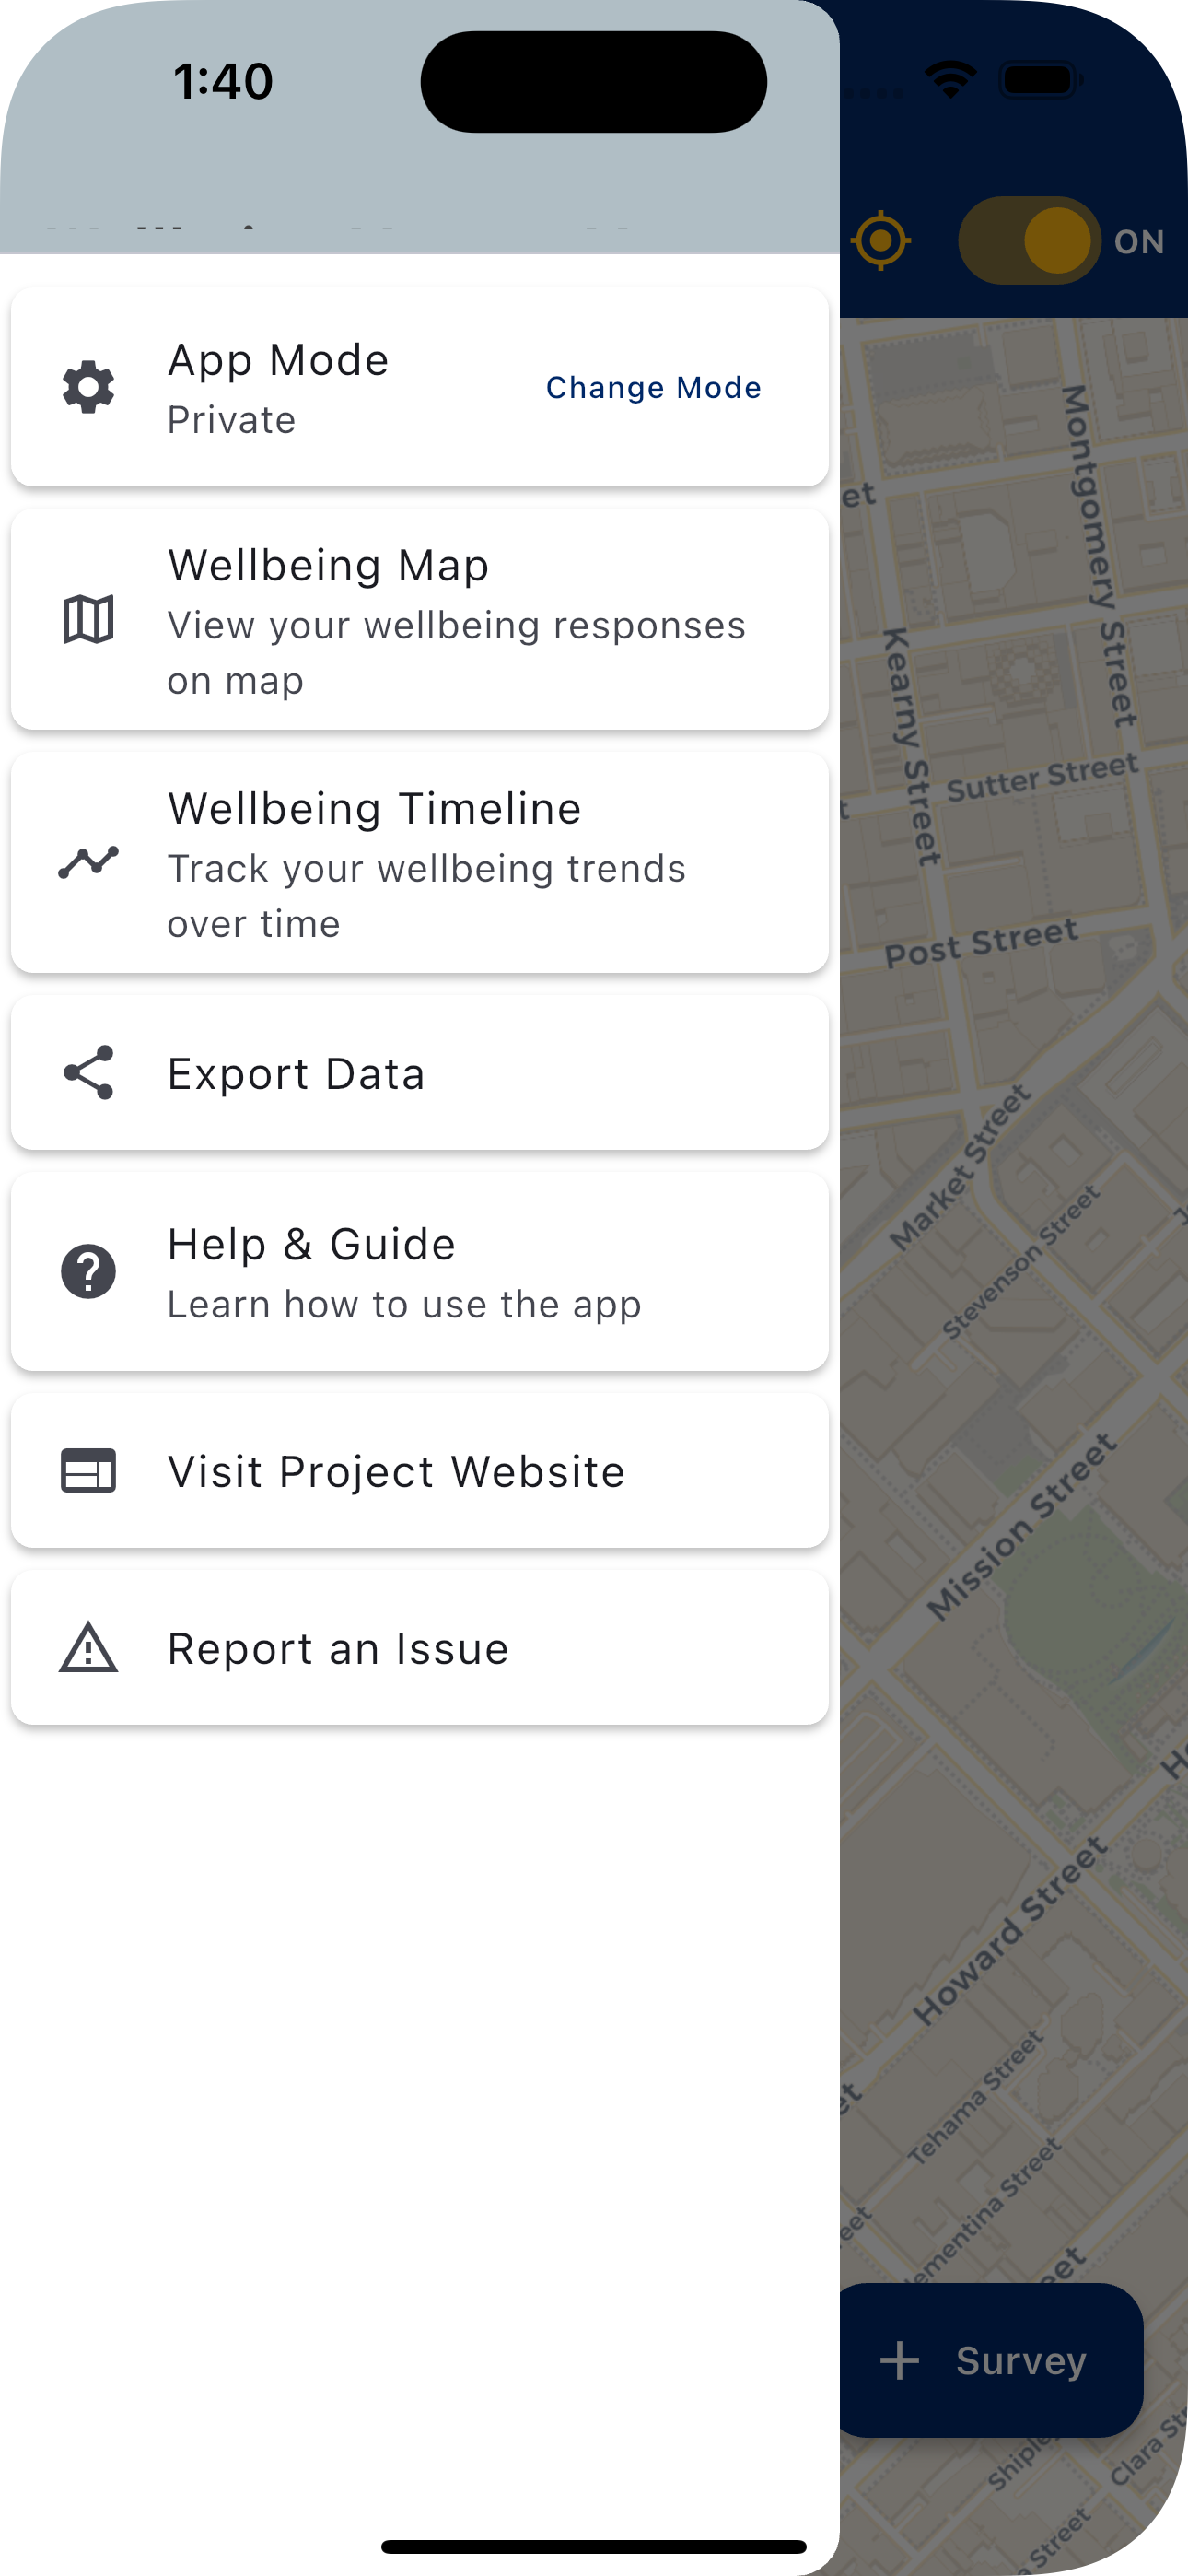 1:40
ON
App Mode
Private
Change Mode
Wellbeing Map
View your wellbeing responses
on map
Wellbeing Timeline
Track your wellbeing trends
over time
Export Data
Help & Guide
Learn how to use the app
Visit Project Website
Report an Issue
Montgomery Street
Kearny Street
Sutter Street
Post Street
Market Street
Stevenson Street
Mission Street
Howard Street
Tehama Street
Survey